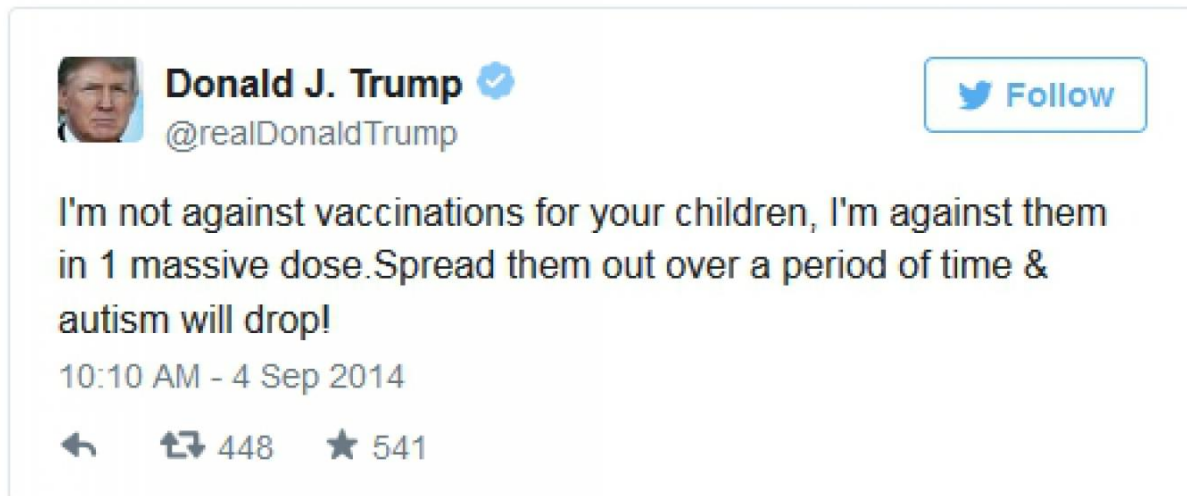 Donald J. Trump
Follow
@realDonaldTrump
I'm not against vaccinations for your children, I'm against them
in 1 massive dose.Spread them out over a period of time &
autism will drop!
10:10 AM - 4 Sep 2014
448 541